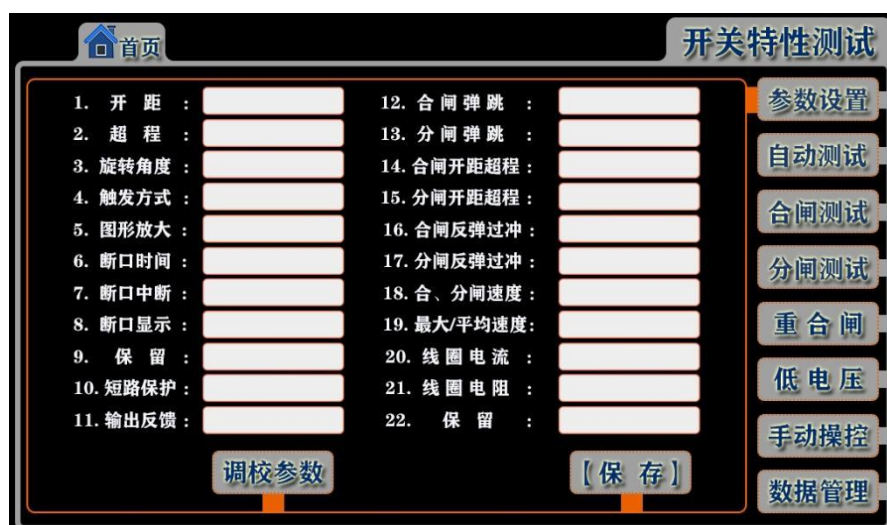 首页
开关特性测试
1. 开 距 :
2. 超 程 :
3. 旋转角度 :
4. 触发方式 :
5. 图形放大 :
6. 断口时间 :
7. 断口中断 :
8. 断口显示 :
9. 保 留 :
10. 短路保护 :
11. 输出反馈 :
12. 合闸弹跳 :
13. 分闸弹跳 :
14. 合闸开距超程 :
15. 分闸开距超程 :
16. 合闸反弹过冲 :
17. 分闸反弹过冲 :
18. 合、分闸速度 :
19. 最大/平均速度:
20. 线圈电流 :
21. 线圈电阻 :
22. 保 留 :
调校参数
【保 存】
参数设置
自动测试
合闸测试
分闸测试
重合闸
低电压
手动操控
数据管理